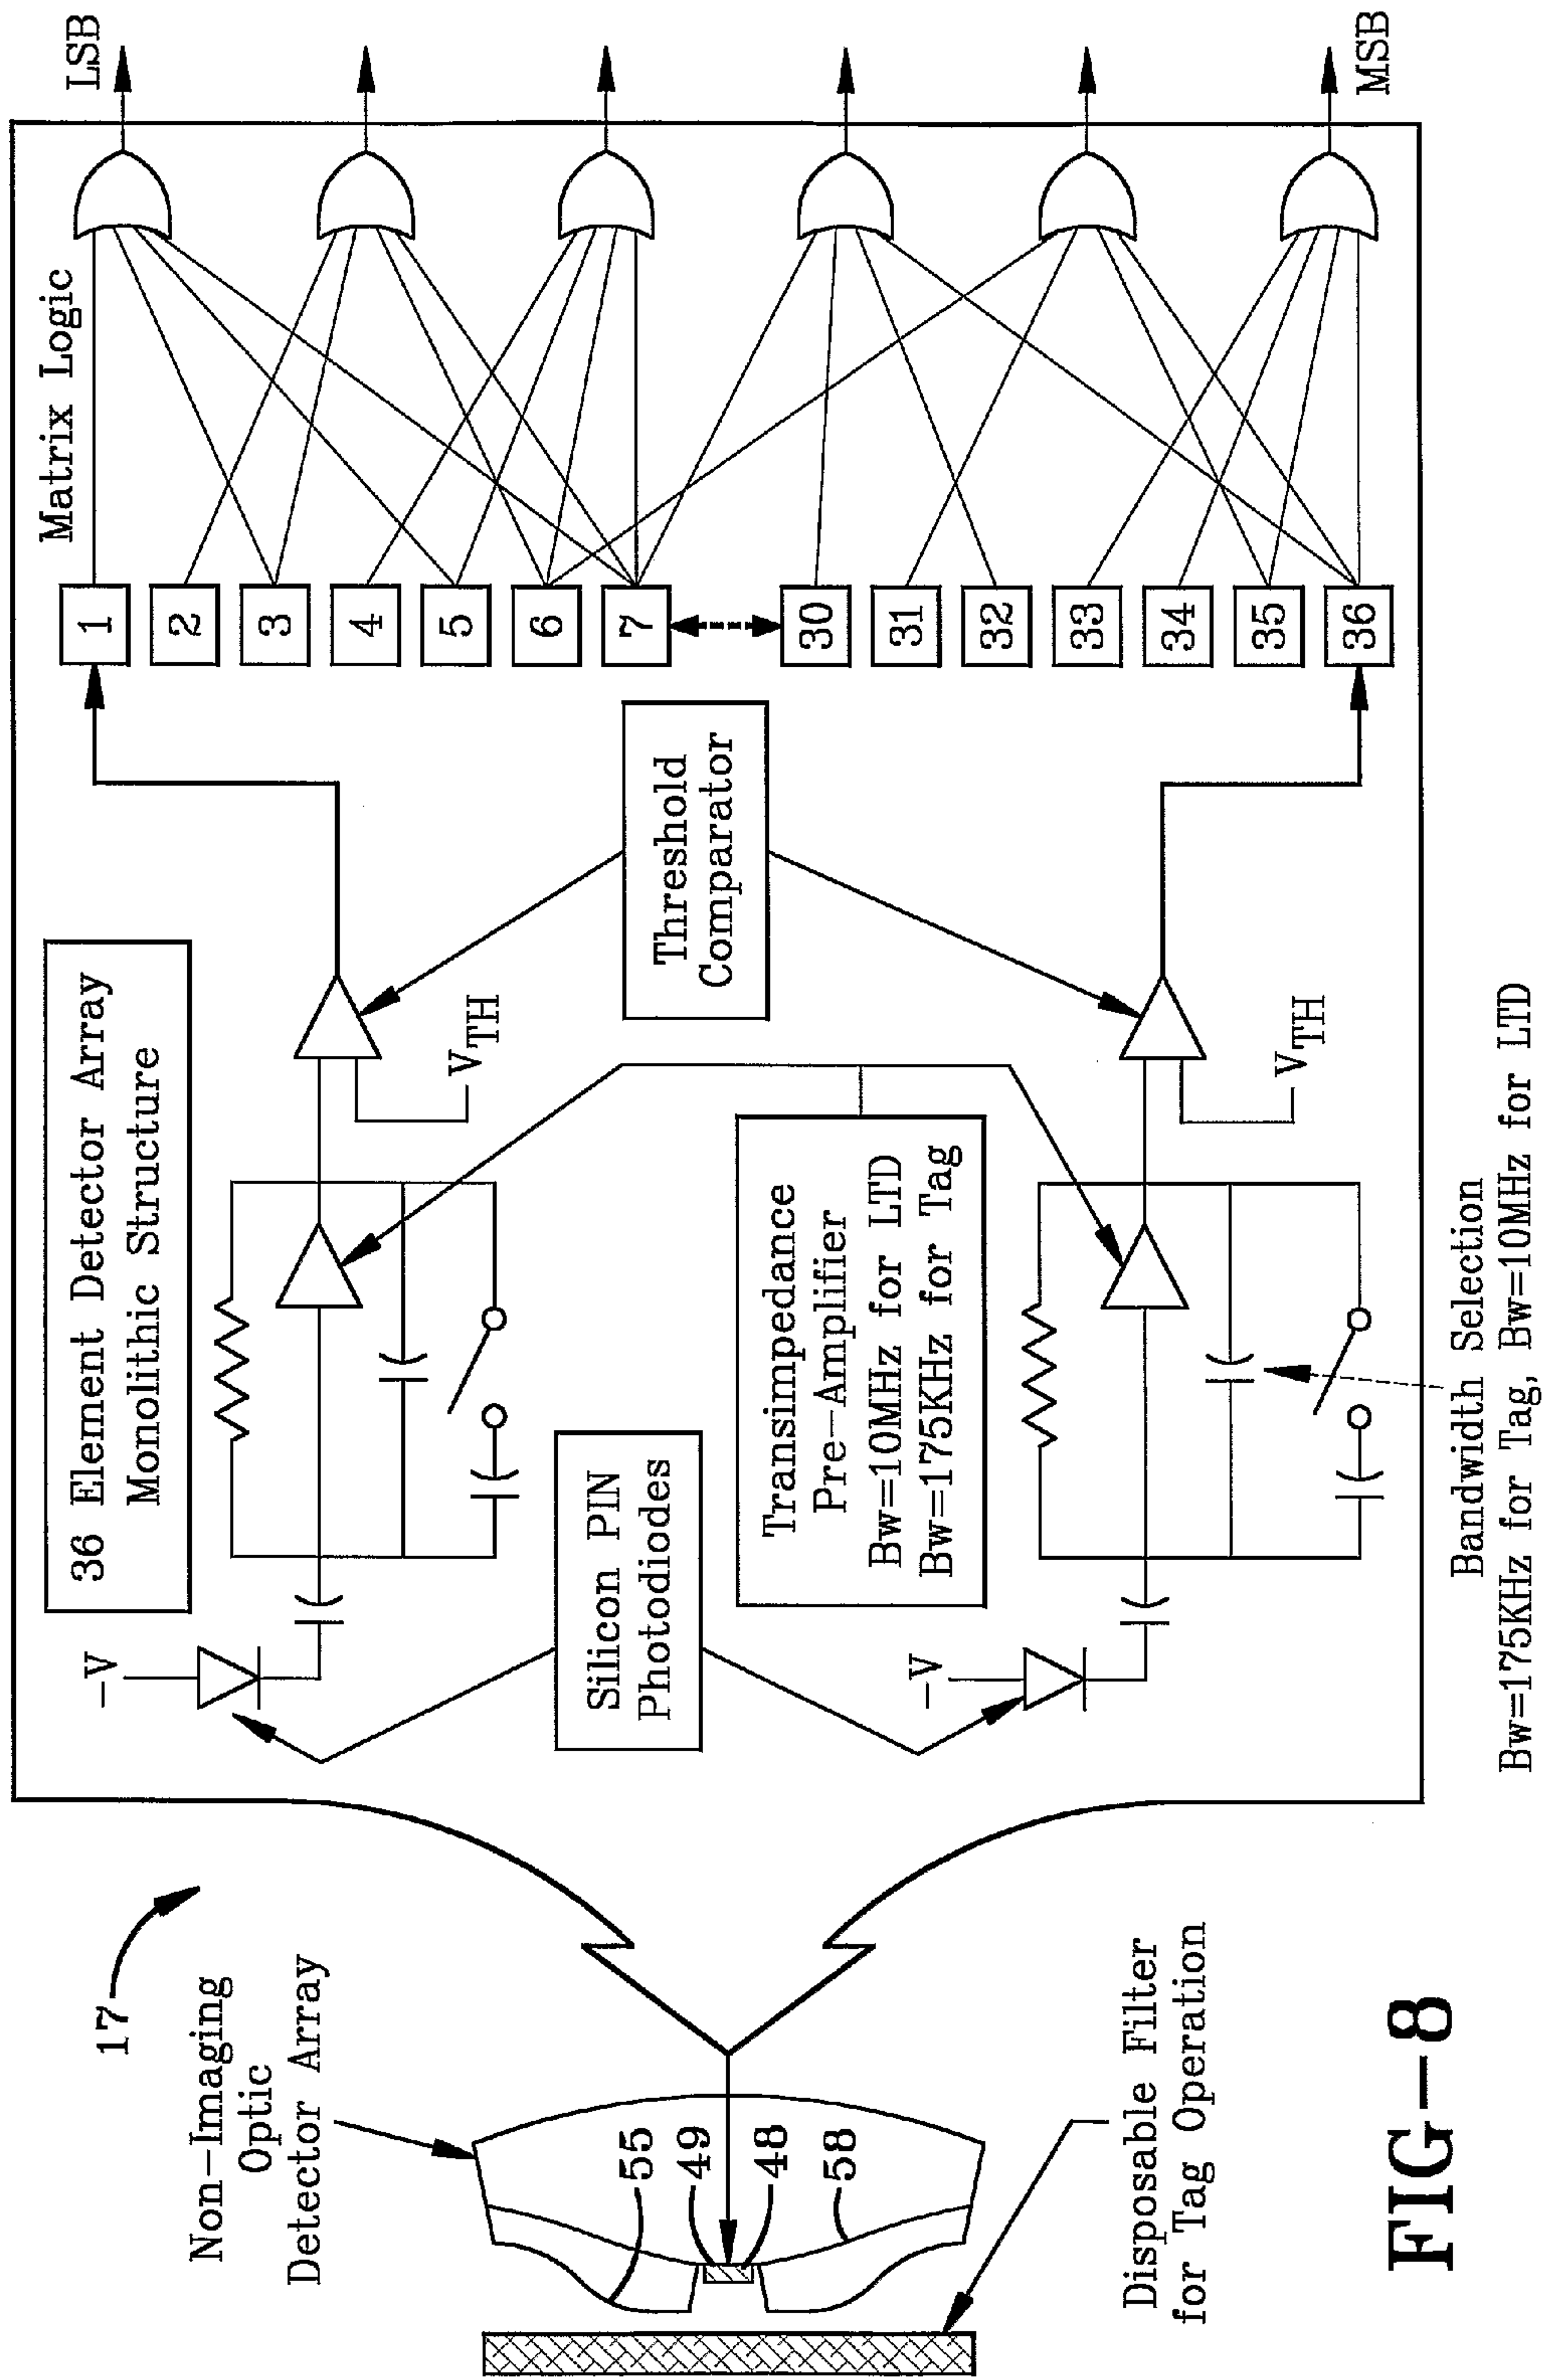 17
Non-Imaging
Optic
Detector Array
55
49
48
58
Disposable Filter
for Tag Operation
36 Element Detector Array
Monolithic Structure
-V
Silicon PIN
Photodiodes
-V
Transimpedance
Pre-Amplifier
Bw=10MHz for LTD
Bw=175KHz for Tag
VTH
Threshold
Comparator
VTH
Bandwidth Selection
Bw=175KHz for Tag, Bw=10MHz for LTD
Matrix Logic
1
2
3
4
5
6
7
30
31
32
33
34
35
36
LSB
MSB
FIG-8